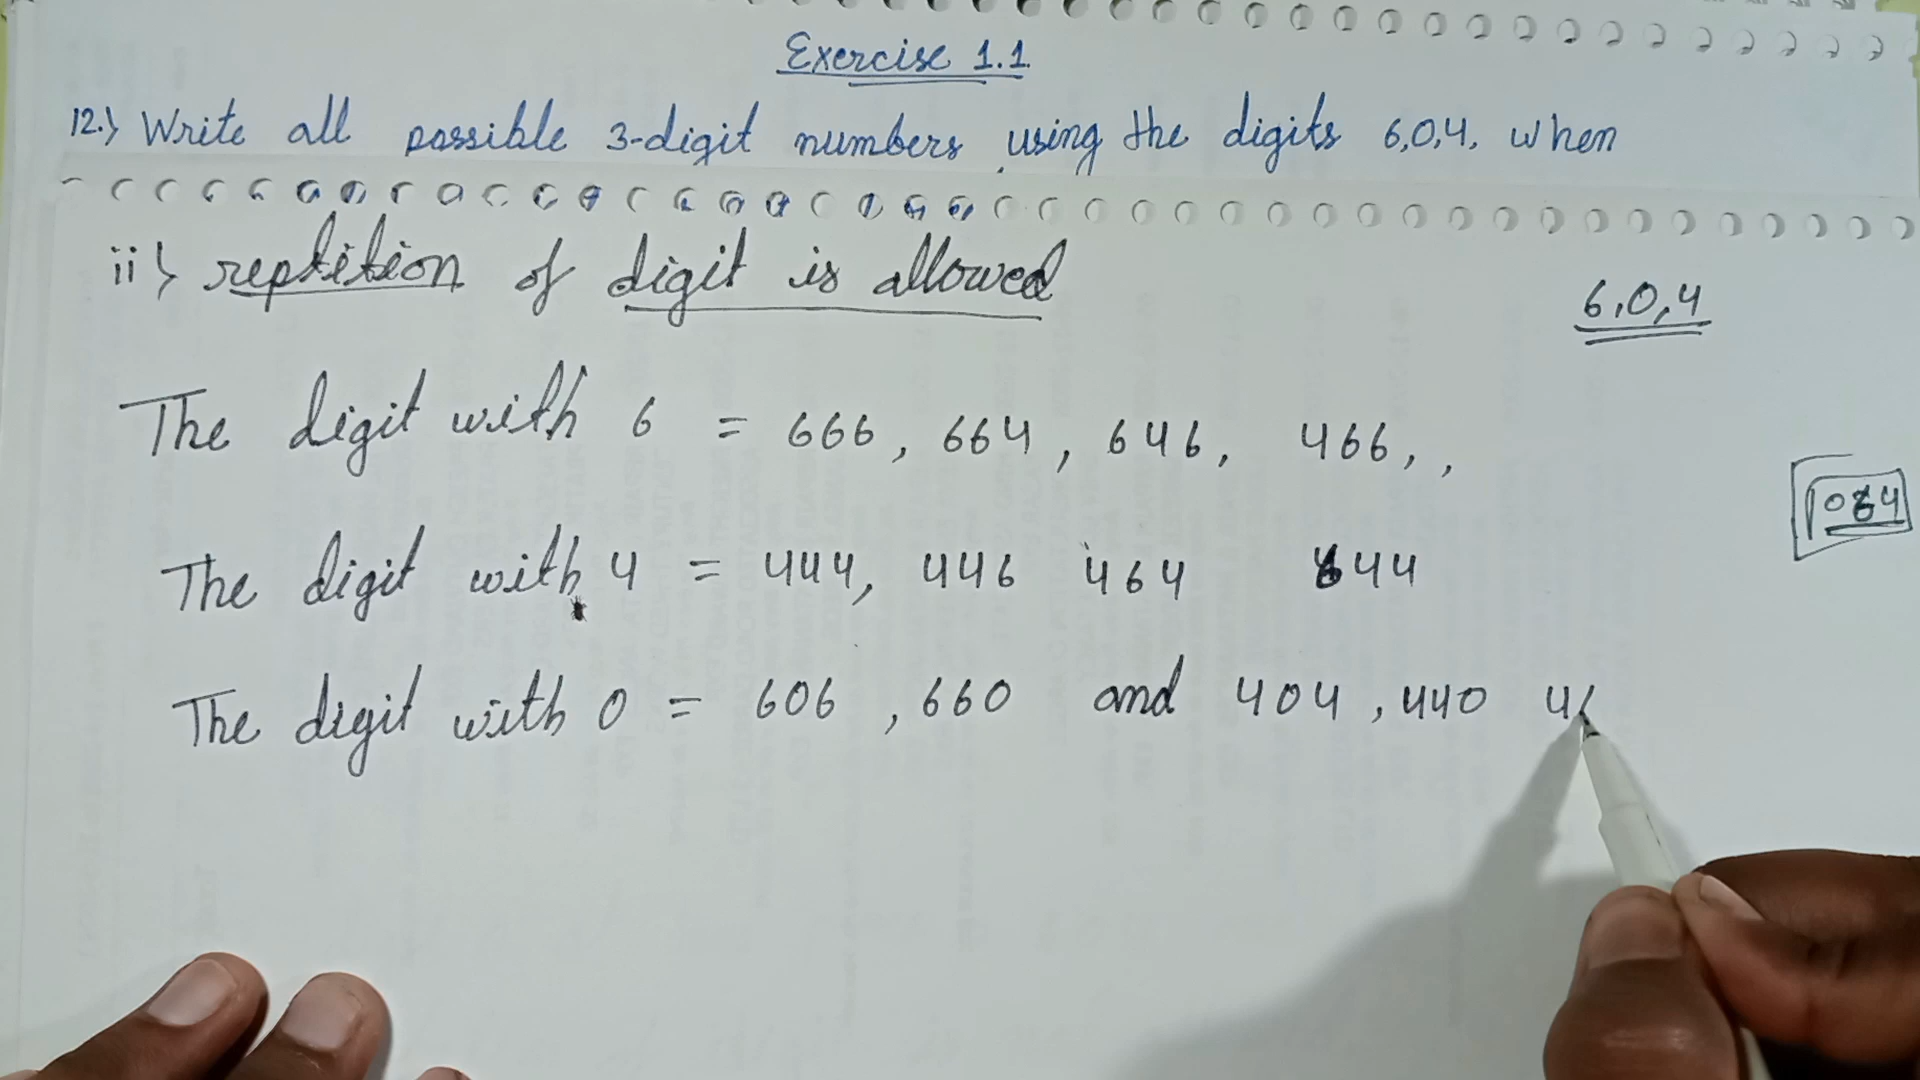 Exercise 1.1
12.) Write all possible 3-digit numbers using the digits 6,0,4, when
ii) reptition of digit is allowed
6,0,4
The digit with 6 = 666, 664, 646, 466, ,
The digit with 4 = 444, 446 464 644
The digit with 0 = 606, 660 and 404, 440 4